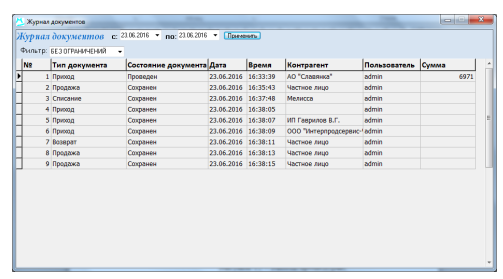 Журнал документов
Журнал документов с: 23.06.2016 по: 23.06.2016 Применить
Фильтр: БЕЗ ОГРАНИЧЕНИЙ
№ Тип документа Состояние документа Дата Время Контрагент Пользователь Сумма
1 Приход Проведен 23.06.2016 16:33:39 АО "Славянка" admin 6971
2 Продажа Сохранен 23.06.2016 16:35:43 Частное лицо admin
3 Списание Сохранен 23.06.2016 16:37:48 Мелисса admin
4 Приход Сохранен 23.06.2016 16:38:05 admin
5 Приход Сохранен 23.06.2016 16:38:07 ИП Гаврилов В.Г. admin
6 Приход Сохранен 23.06.2016 16:38:09 ООО "Интерпродсервис- admin
7 Возврат Сохранен 23.06.2016 16:38:11 Частное лицо admin
8 Продажа Сохранен 23.06.2016 16:38:13 Частное лицо admin
9 Продажа Сохранен 23.06.2016 16:38:15 Частное лицо admin